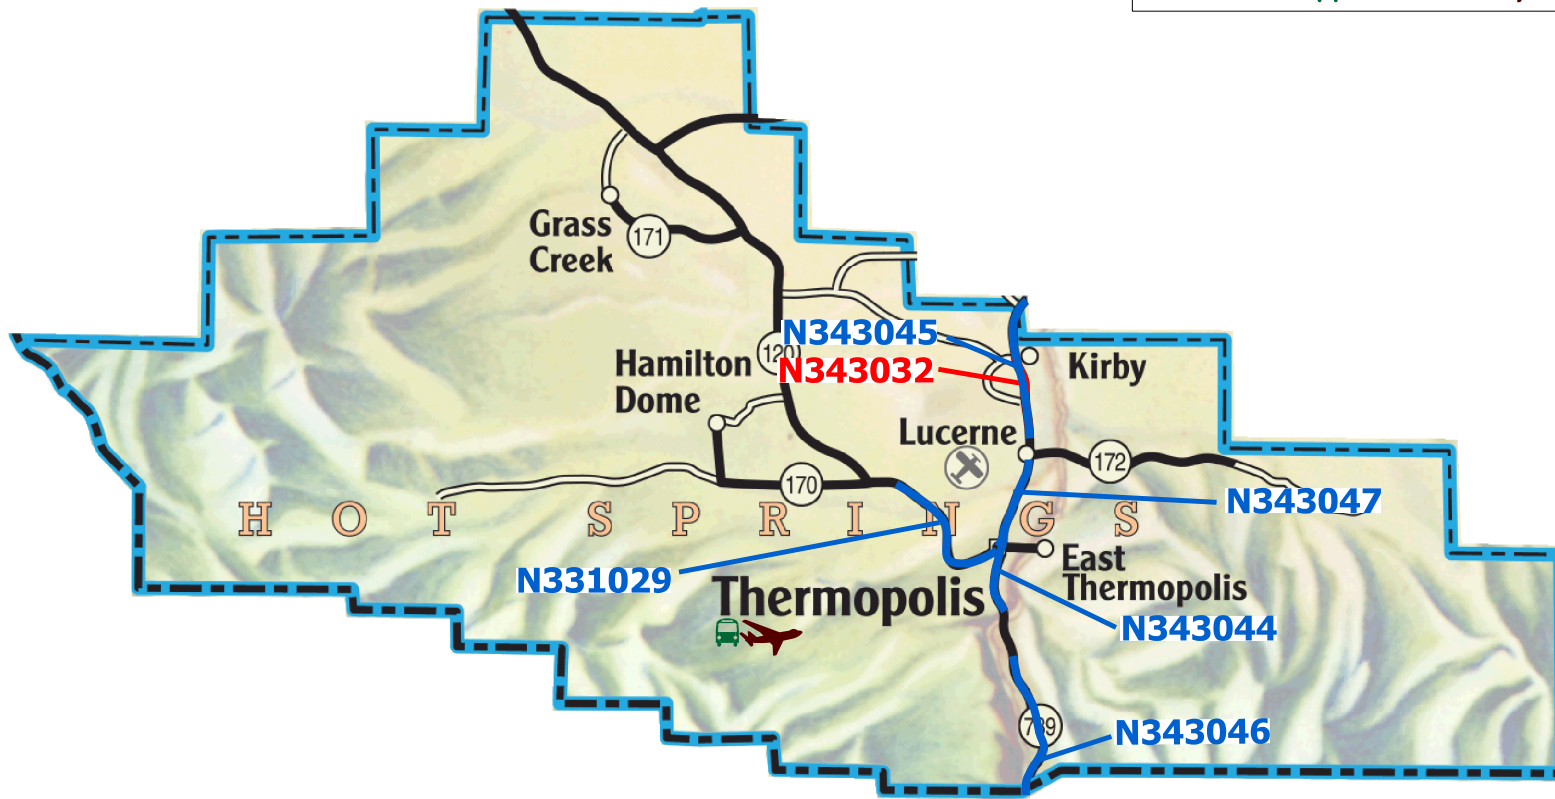 Grass
Creek
171
N343045
120
N343032
Hamilton
Dome
Kirby
Lucerne
172
170
N343047
H O T S P R I N G S
East
Thermopolis
N331029
Thermopolis
N343044
789
N343046